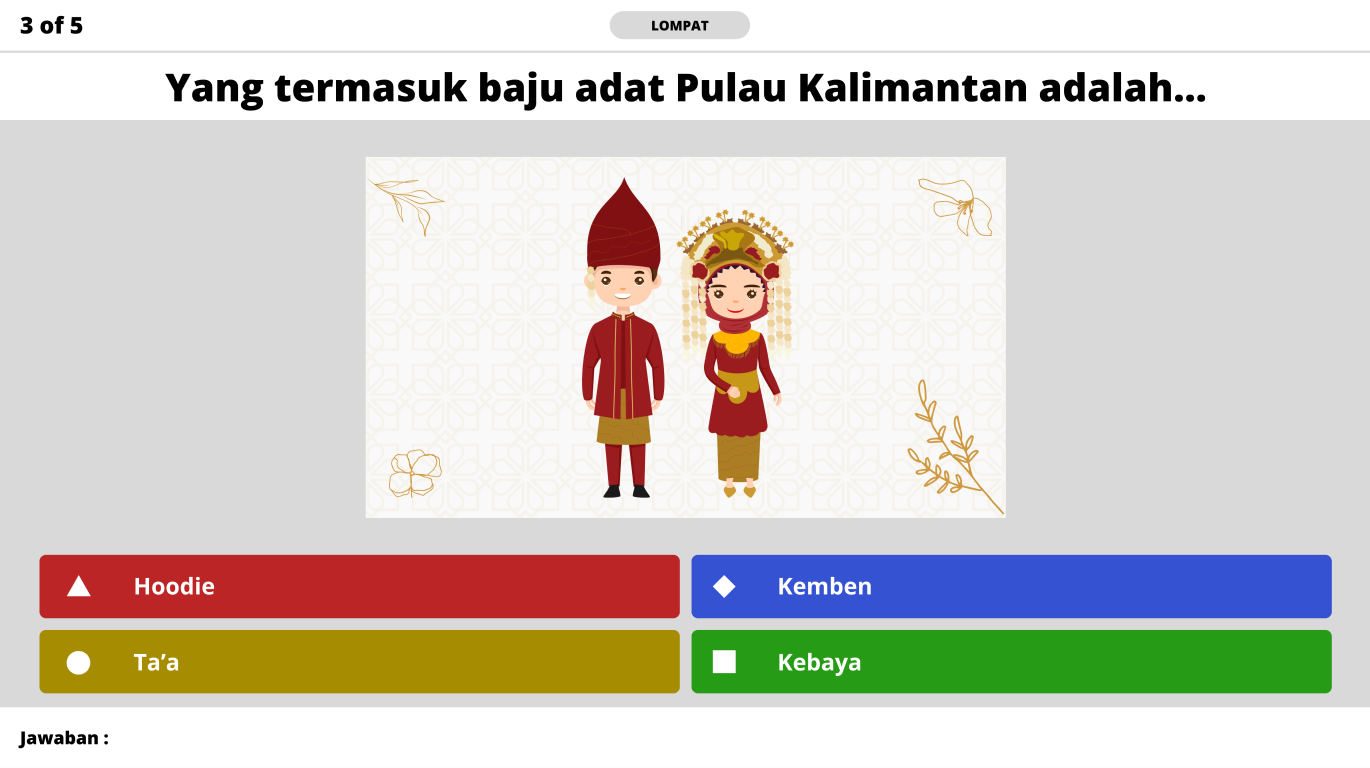 3 of 5
LOMPAT
Yang termasuk baju adat Pulau Kalimantan adalah...
Hoodie
Kemben
Ta’a
Kebaya
Jawaban :